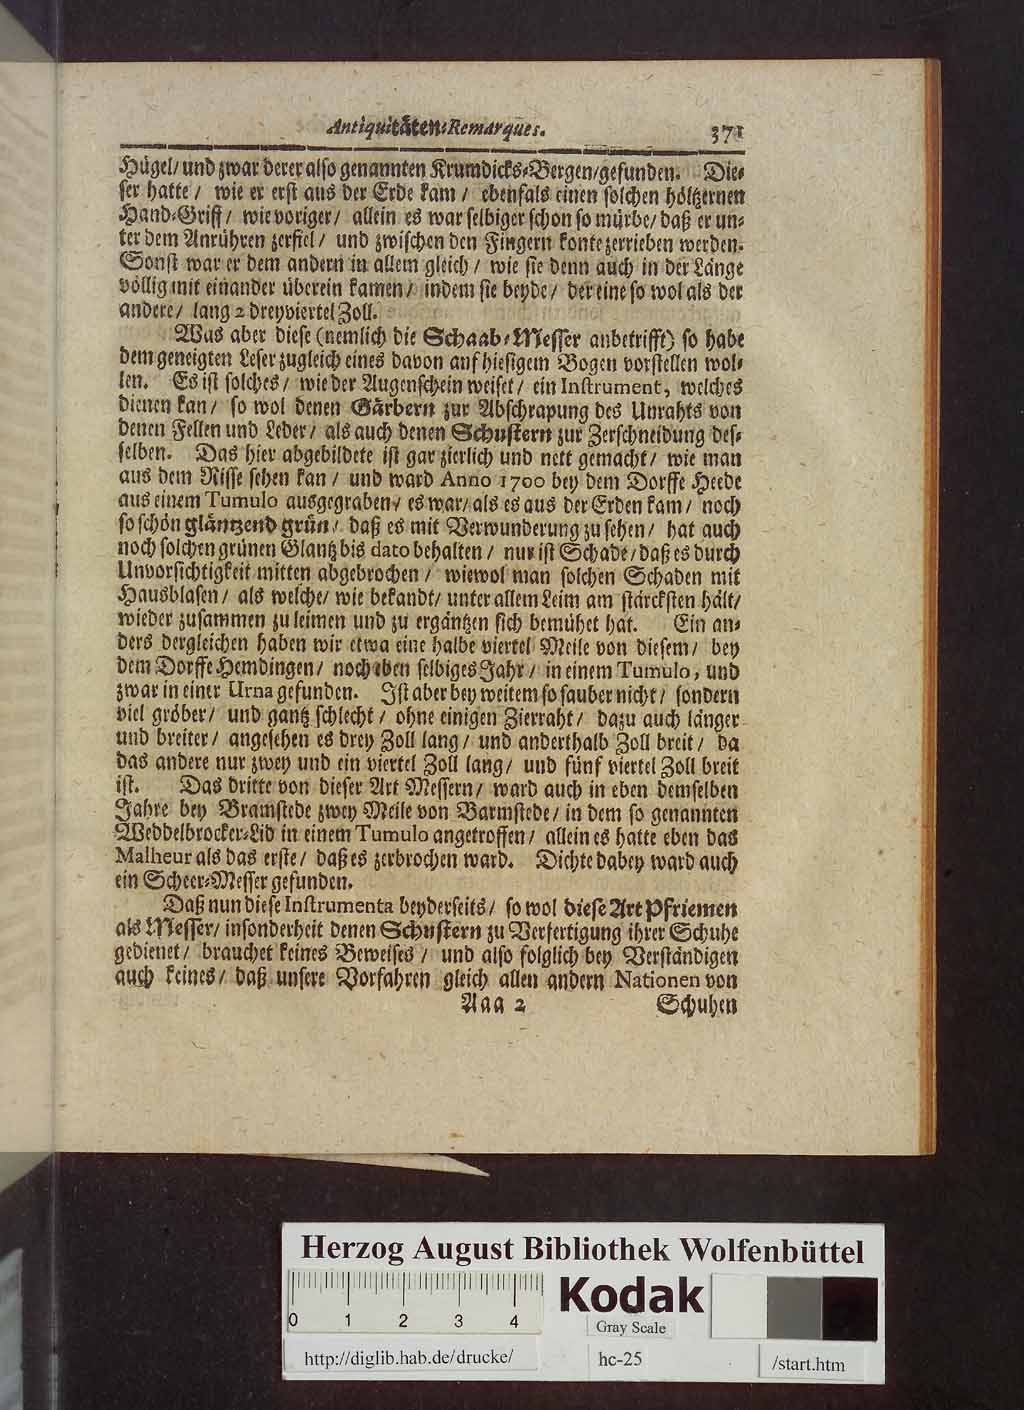 Antiquitäten-Remarques. 371
Hügel/ und zwar derer also genannten Krumdicks-Bergen/gefunden. Die-
ser hatte/ wie er erst aus der Erde kam/ ebenfals einen solchen höltzernen
Hand-Griff/ wie voriger/ allein es war selbiger schon so mürbe/ daß er un-
ter dem Anrühren zerfiel/ und zwischen den Fingern konte zerrieben werden.
Sonst war er dem andern in allem gleich/ wie sie denn auch in der Länge
völlig mit einander überein kamen/ indem sie beyde/ der eine so wol als der
andere/ lang 2 dreyviertel Zoll.
Was aber diese (nemlich die Schaab-Messer anbetrifft) so habe
dem geneigten Leser zugleich eines davon auf hiesigem Bogen vorstellen wol-
len. Es ist solches/ wie der Augenschein weiset/ ein Instrument, welches
dienen kan/ so wol denen Gärbern zur Abschrapung des Unrahts von
denen Fellen und Leder/ als auch denen Schustern zur Zerschneidung des-
selben. Das hier abgebildete ist gar zierlich und nett gemacht/ wie man
aus dem Risse sehen kan/ und ward Anno 1700 bey dem Dorffe Heede
aus einem Tumulo ausgegraben/ es war/ als es aus der Erden kam/ noch
so schön gläntzend grün/ daß es mit Verwunderung zu sehen/ hat auch
noch solchen grünen Glantz bis dato behalten/ nur ist Schade/ daß es durch
Unvorsichtigkeit mitten abgebrochen/ wiewol man solchen Schaden mit
Hausblasen/ als welche/ wie bekandt/ unter allem Leim am stärcksten hält/
wieder zusammen zu leimen und zu ergäntzen sich bemühet hat. Ein an-
ders dergleichen haben wir etwa eine halbe viertel Meile von diesem/ bey
dem Dorffe Hemdingen/ noch eben selbiges Jahr/ in einem Tumulo, und
zwar in einer Urna gefunden. Ist aber bey weitem so sauber nicht/ sondern
viel gröber/ und gantz schlecht/ ohne einigen Zierraht/ dazu auch länger
und breiter/ angesehen es drey Zoll lang/ und anderthalb Zoll breit/ da
das andere nur zwey und ein viertel Zoll lang/ und fünf viertel Zoll breit
ist. Das dritte von dieser Art Messern/ ward auch in eben demselben
Jahre bey Bramstede zwey Meile von Barmstede/ in dem so genannten
Weddelbrocker-Lid in einem Tumulo angetroffen/ allein es hatte eben das
Malheur als das erste/ daß es zerbrochen ward. Dichte dabey ward auch
ein Scheer-Messer gefunden.
Daß nun diese Instrumenta beyderseits/ so wol diese Art Pfriemen
als Messer/ insonderheit denen Schustern zu Verfertigung ihrer Schuhe
gedienet/ brauchet keines Beweises/ und also folglich bey Verständigen
auch keines/ daß unsere Vorfahren gleich allen andern Nationen von
Aaa 2 Schuhen
Herzog August Bibliothek Wolfenbüttel
0 1 2 3 4
Kodak
Gray Scale
http://diglib.hab.de/drucke/ hc-25 /start.htm